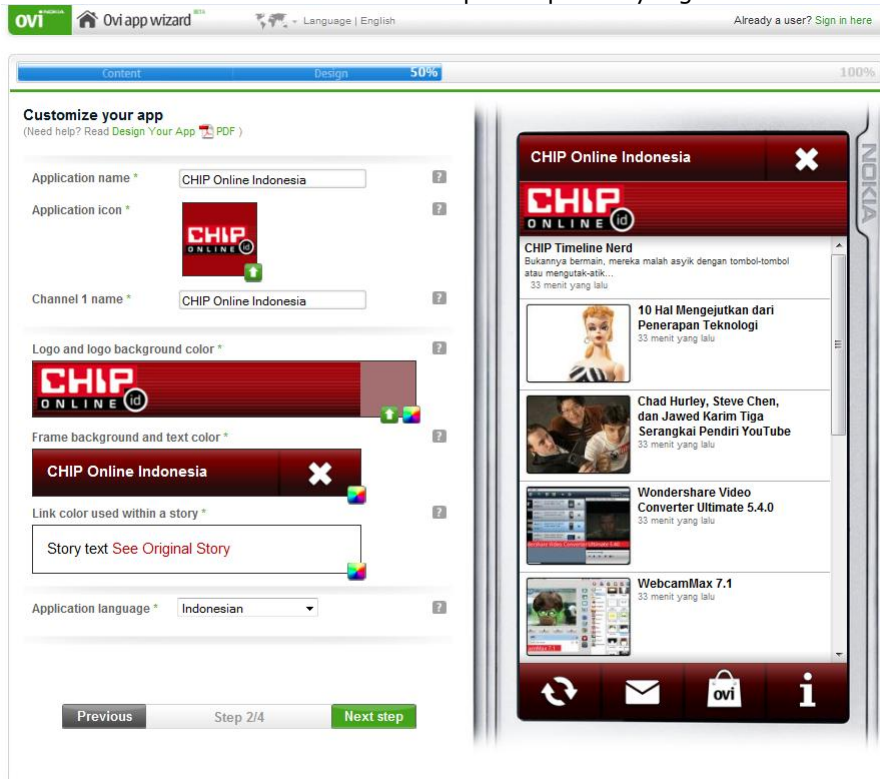 ovi NOKIA Ovi app wizard BETA Language | English Already a user? Sign in here
Content Design 50% 100%
Customize your app
(Need help? Read Design Your App PDF )
Application name * CHIP Online Indonesia ?
Application icon * ?
CHIP
ONLINE id
Channel 1 name * CHIP Online Indonesia ?
Logo and logo background color * ?
CHIP
ONLINE id
Frame background and text color * ?
CHIP Online Indonesia
Link color used within a story * ?
Story text See Original Story
Application language * Indonesian ?
Previous Step 2/4 Next step
NOKIA
CHIP Online Indonesia
CHIP
ONLINE id
CHIP Timeline Nerd
Bukannya bermain, mereka malah asyik dengan tombol-tombol
atau mengutak-atik...
33 menit yang lalu
10 Hal Mengejutkan dari
Penerapan Teknologi
33 menit yang lalu
Chad Hurley, Steve Chen,
dan Jawed Karim Tiga
Serangkai Pendiri YouTube
33 menit yang lalu
Wondershare Video
Converter Ultimate 5.4.0
33 menit yang lalu
WebcamMax 7.1
33 menit yang lalu
ovi